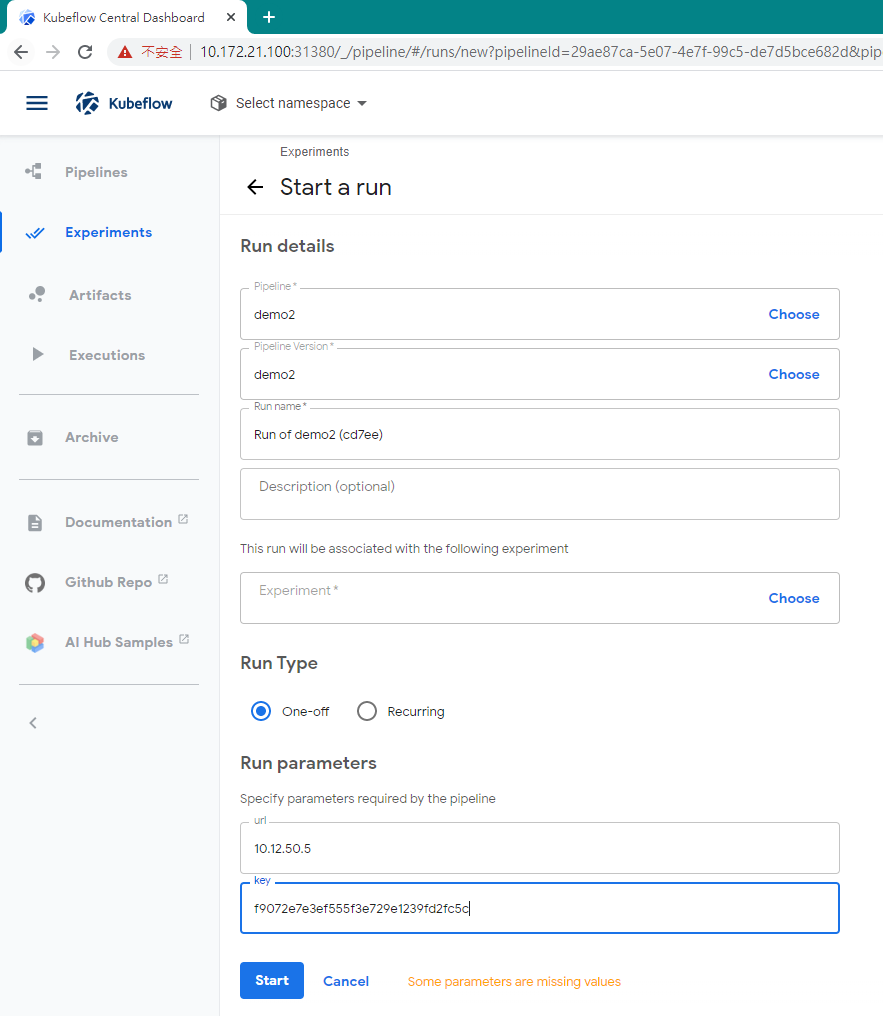 Kubeflow Central Dashboard
不安全 10.172.21.100:31380/_/pipeline/#/runs/new?pipelineId=29ae87ca-5e07-4e7f-99c5-de7d5bce682d&pip
Kubeflow
Select namespace
Pipelines
Experiments
Artifacts
Executions
Archive
Documentation
Github Repo
AI Hub Samples
Experiments
Start a run
Run details
Pipeline*
demo2
Choose
Pipeline Version*
demo2
Choose
Run name*
Run of demo2 (cd7ee)
Description (optional)
This run will be associated with the following experiment
Experiment*
Choose
Run Type
One-off
Recurring
Run parameters
Specify parameters required by the pipeline
url
10.12.50.5
key
f9072e7e3ef555f3e729e1239fd2fc5c
Start
Cancel
Some parameters are missing values